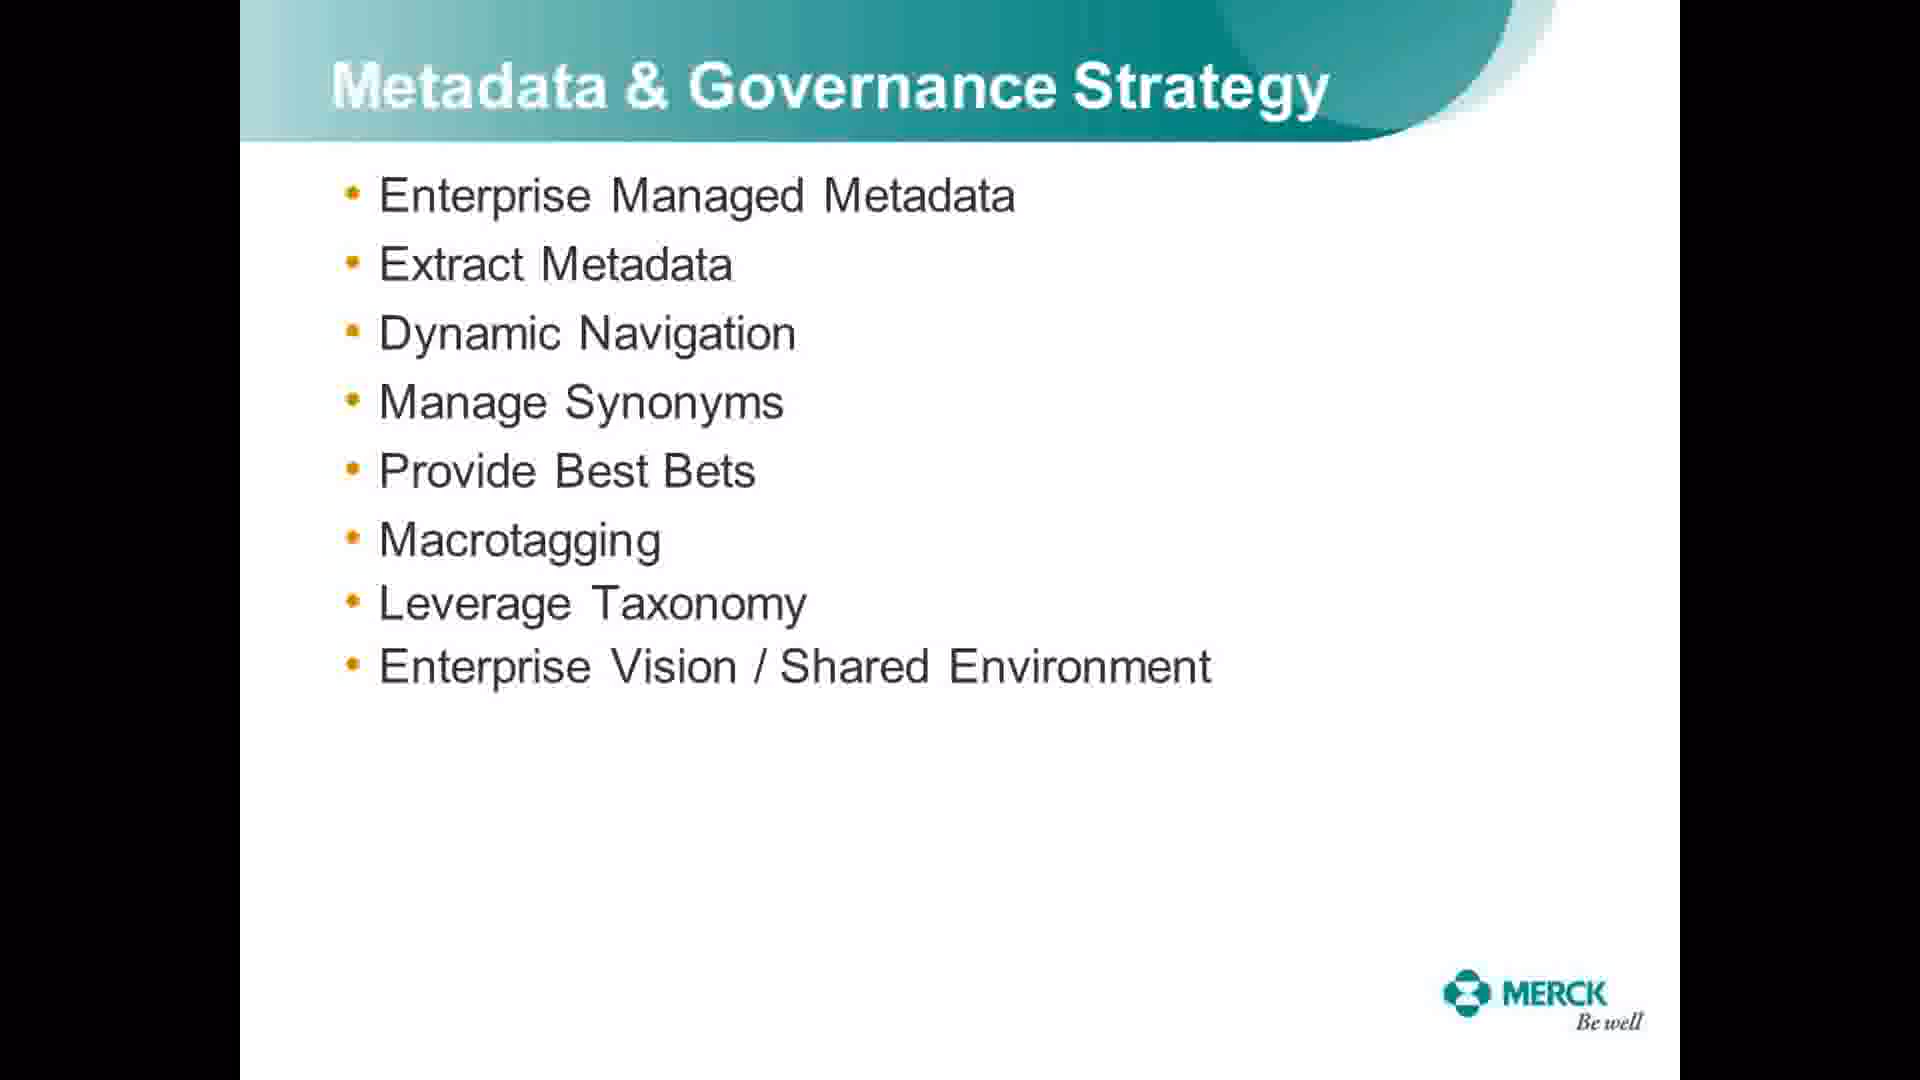 Metadata & Governance Strategy
• Enterprise Managed Metadata
• Extract Metadata
• Dynamic Navigation
• Manage Synonyms
• Provide Best Bets
• Macrotagging
• Leverage Taxonomy
• Enterprise Vision / Shared Environment
MERCK
Be well